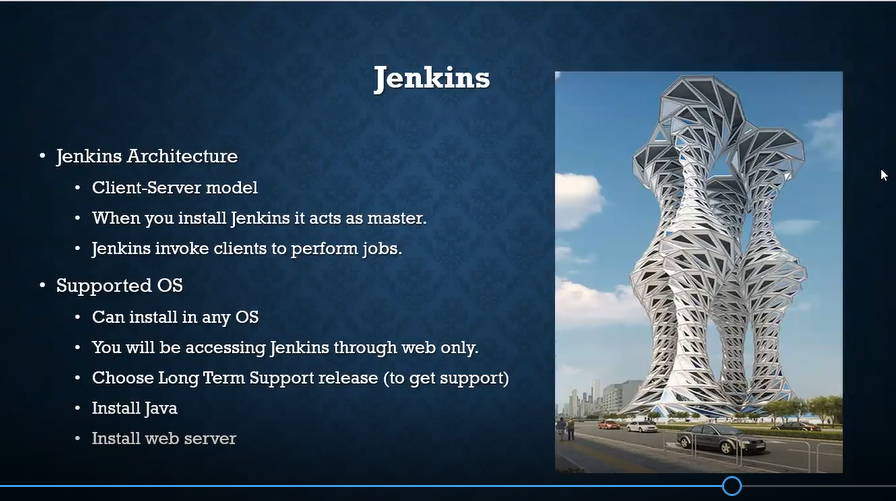 Jenkins
Jenkins Architecture
Client-Server model
When you install Jenkins it acts as master.
Jenkins invoke clients to perform jobs.
Supported OS
Can install in any OS
You will be accessing Jenkins through web only.
Choose Long Term Support release (to get support)
Install Java
Install web server